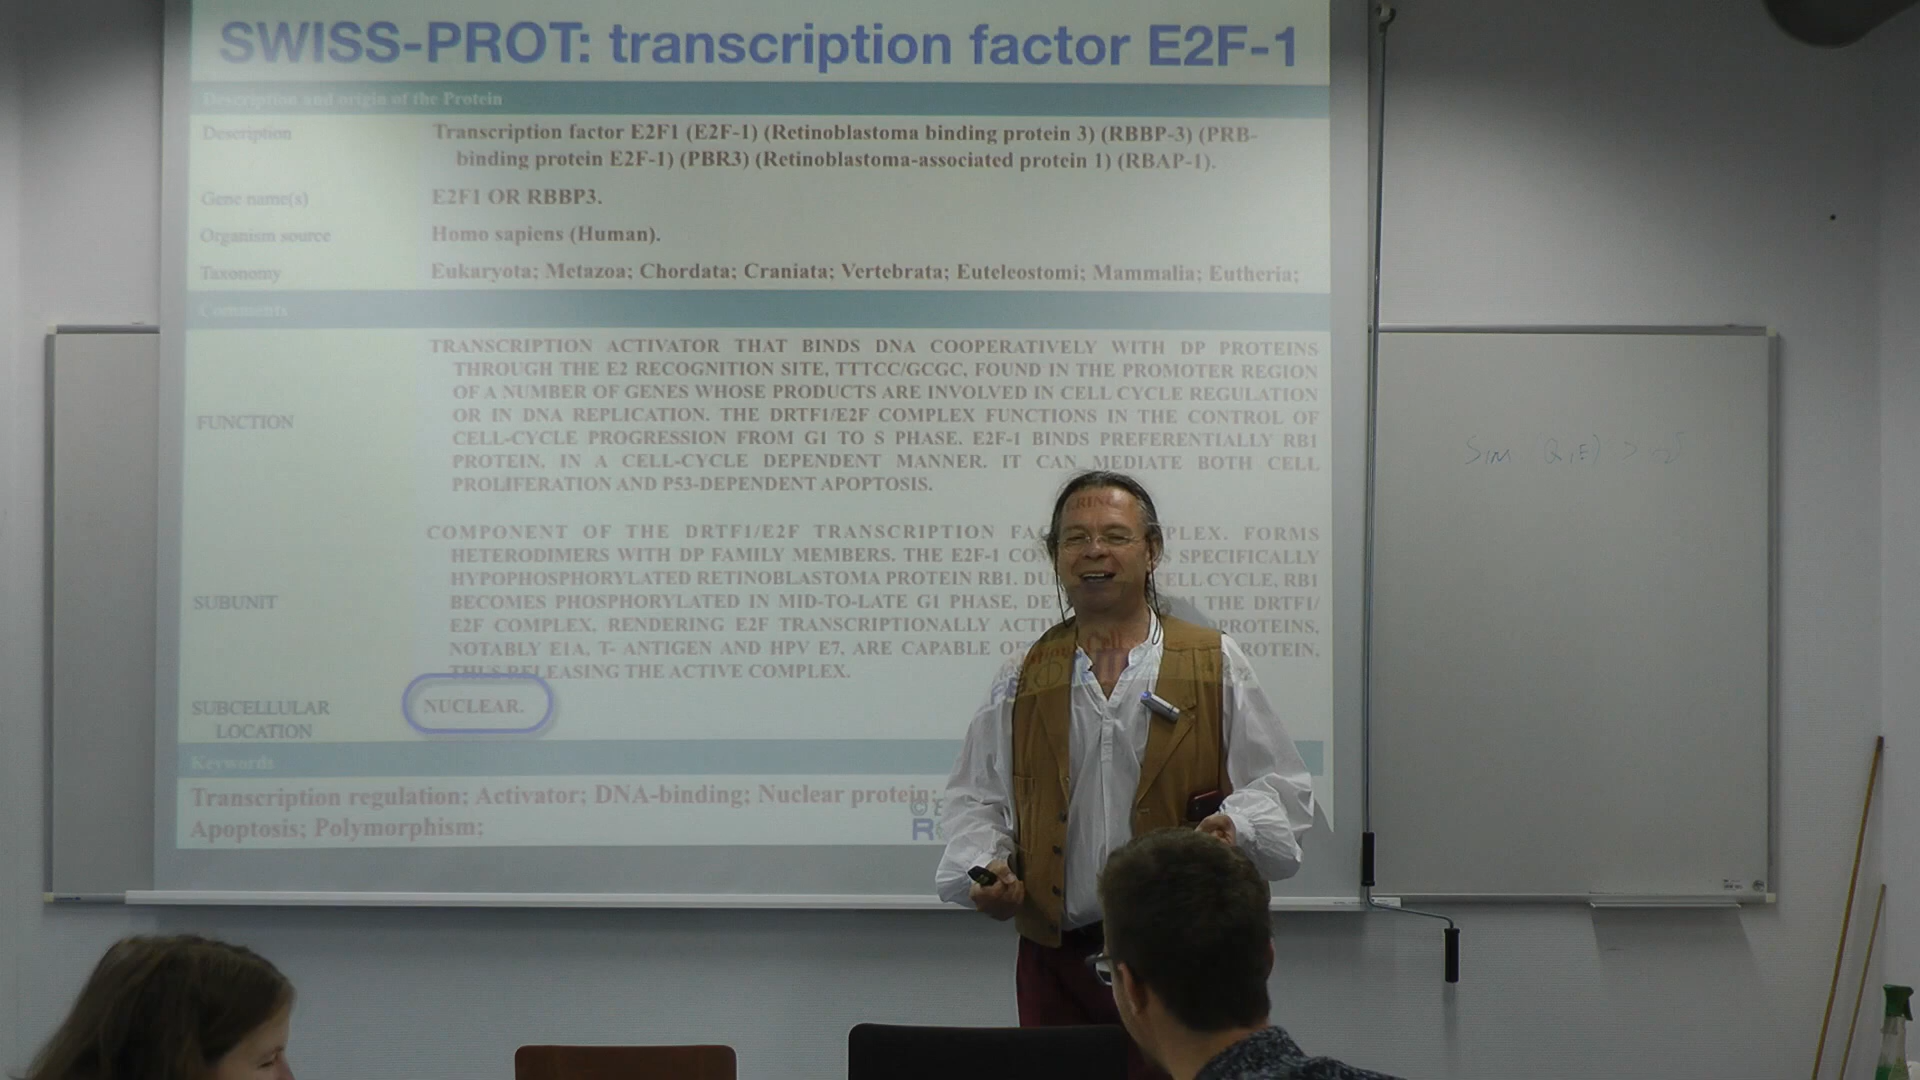 SWISS-PROT: transcription factor E2F-1
Description and origin of the Protein
Description Transcription factor E2F1 (E2F-1) (Retinoblastoma binding protein 3) (RBBP-3) (PRB-
binding protein E2F-1) (PBR3) (Retinoblastoma-associated protein 1) (RBAP-1).
Gene name(s) E2F1 OR RBBP3.
Organism source Homo sapiens (Human).
Taxonomy Eukaryota; Metazoa; Chordata; Craniata; Vertebrata; Euteleostomi; Mammalia; Eutheria;
Comments
TRANSCRIPTION ACTIVATOR THAT BINDS DNA COOPERATIVELY WITH DP PROTEINS
THROUGH THE E2 RECOGNITION SITE, TTTCC/GCGC, FOUND IN THE PROMOTER REGION
OF A NUMBER OF GENES WHOSE PRODUCTS ARE INVOLVED IN CELL CYCLE REGULATION
OR IN DNA REPLICATION. THE DRTF1/E2F COMPLEX FUNCTIONS IN THE CONTROL OF
FUNCTION
CELL-CYCLE PROGRESSION FROM G1 TO S PHASE. E2F-1 BINDS PREFERENTIALLY RB1
PROTEIN, IN A CELL-CYCLE DEPENDENT MANNER. IT CAN MEDIATE BOTH CELL
PROLIFERATION AND P53-DEPENDENT APOPTOSIS.
COMPONENT OF THE DRTF1/E2F TRANSCRIPTION FA PLEX. FORMS
HETERODIMERS WITH DP FAMILY MEMBERS. THE E2F-1 CO S SPECIFICALLY
HYPOPHOSPHORYLATED RETINOBLASTOMA PROTEIN RB1. DU CELL CYCLE, RB1
SUBUNIT BECOMES PHOSPHORYLATED IN MID-TO-LATE G1 PHASE, DE THE DRTF1/
E2F COMPLEX, RENDERING E2F TRANSCRIPTIONALLY ACTI OPROTEINS,
NOTABLY E1A, T- ANTIGEN AND HPV E7, ARE CAPABLE OF ROTEIN,
THUS RELEASING THE ACTIVE COMPLEX.
SUBCELLULAR NUCLEAR.
LOCATION
Keywords
Transcription regulation; Activator; DNA-binding; Nuclear protein;
Apoptosis; Polymorphism;